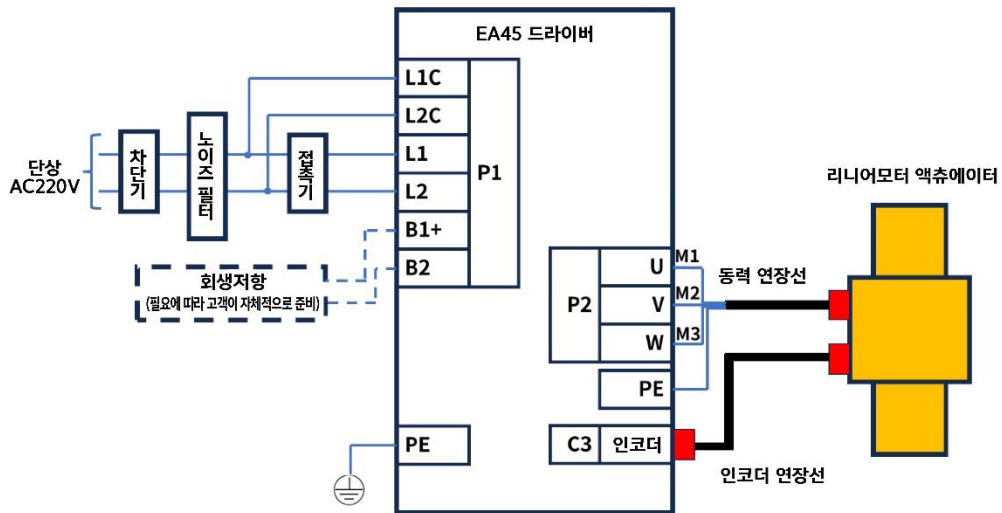 EA45 드라이버
L1C
L2C
L1
L2
B1+
B2
P1
단상
AC220V
차단기
노이즈 필터
접촉기
회생저항
(필요에 따라 고객이 자체적으로 준비)
리니어모터 액츄에이터
P2
U
V
W
M1
M2
M3
동력 연장선
PE
PE
C3
인코더
인코더 연장선